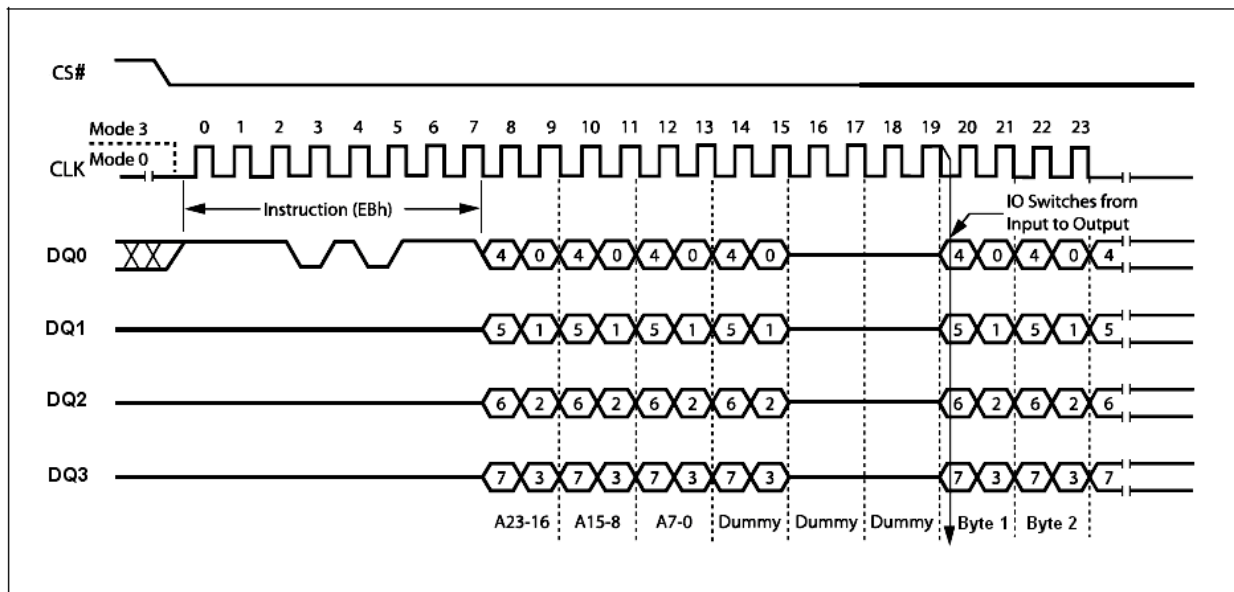 CS#
Mode 3
0 1 2 3 4 5 6 7 8 9 10 11 12 13 14 15 16 17 18 19 20 21 22 23
Mode 0
CLK
Instruction (EBh)
IO Switches from
Input to Output
DQ0 4 0 4 0 4 0 4 0 4 0 4 0 4
DQ1 5 1 5 1 5 1 5 1 5 1 5 1 5
DQ2 6 2 6 2 6 2 6 2 6 2 6 2 6
DQ3 7 3 7 3 7 3 7 3 7 3 7 3 7
A23-16 A15-8 A7-0 Dummy Dummy Dummy Byte 1 Byte 2